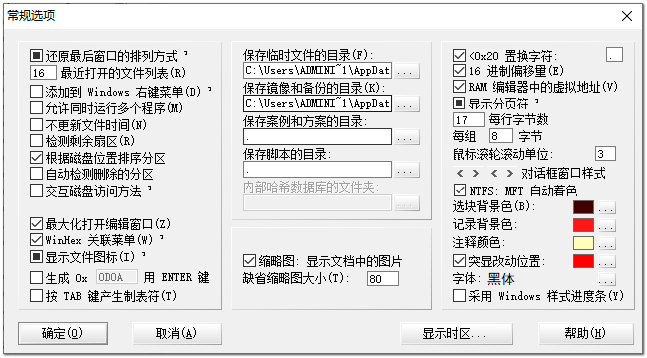 常规选项
还原最后窗口的排列方式 ³
16 最近打开的文件列表(R)
添加到 Windows 右键菜单(D) ³
允许同时运行多个程序(M)
不更新文件时间(N)
检测剩余扇区(R)
根据磁盘位置排序分区
自动检测删除的分区
交互磁盘访问方法 ³
最大化打开编辑窗口(Z)
WinHex 关联菜单(W) ³
显示文件图标(I) ³
生成 0x 0D0A 用 ENTER 键
按 TAB 键产生制表符(T)
保存临时文件的目录(F):
C:\Users\ADMINI~1\AppDat ...
保存镜像和备份的目录(K):
C:\Users\ADMINI~1\AppDat ...
保存案例和方案的目录:
. ...
保存脚本的目录:
. ...
内部哈希数据库的文件夹:
...
缩略图: 显示文档中的图片
缺省缩略图大小(T): 80
<0x20 置换字符: .
16 进制偏移量(E)
RAM 编辑器中的虚拟地址(V)
显示分页符 ³
17 每行字节数
每组 8 字节
鼠标滚轮滚动单位: 3
< > < > 对话框窗口样式
NTFS: MFT 自动着色
选块背景色(B): ...
记录背景色: ...
注释颜色: ...
突显改动位置: ...
字体: 黑体 ...
采用 Windows 样式进度条(Y)
确定(O) 取消(A) 显示时区... 帮助(H)